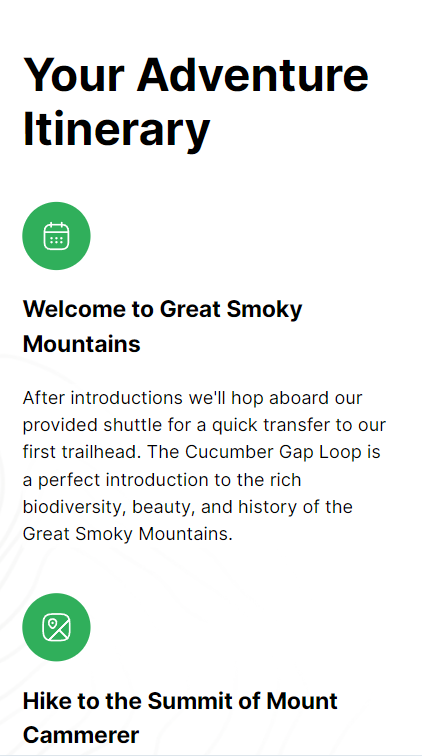 Your Adventure
Itinerary
Welcome to Great Smoky
Mountains
After introductions we'll hop aboard our
provided shuttle for a quick transfer to our
first trailhead. The Cucumber Gap Loop is
a perfect introduction to the rich
biodiversity, beauty, and history of the
Great Smoky Mountains.
Hike to the Summit of Mount
Cammerer